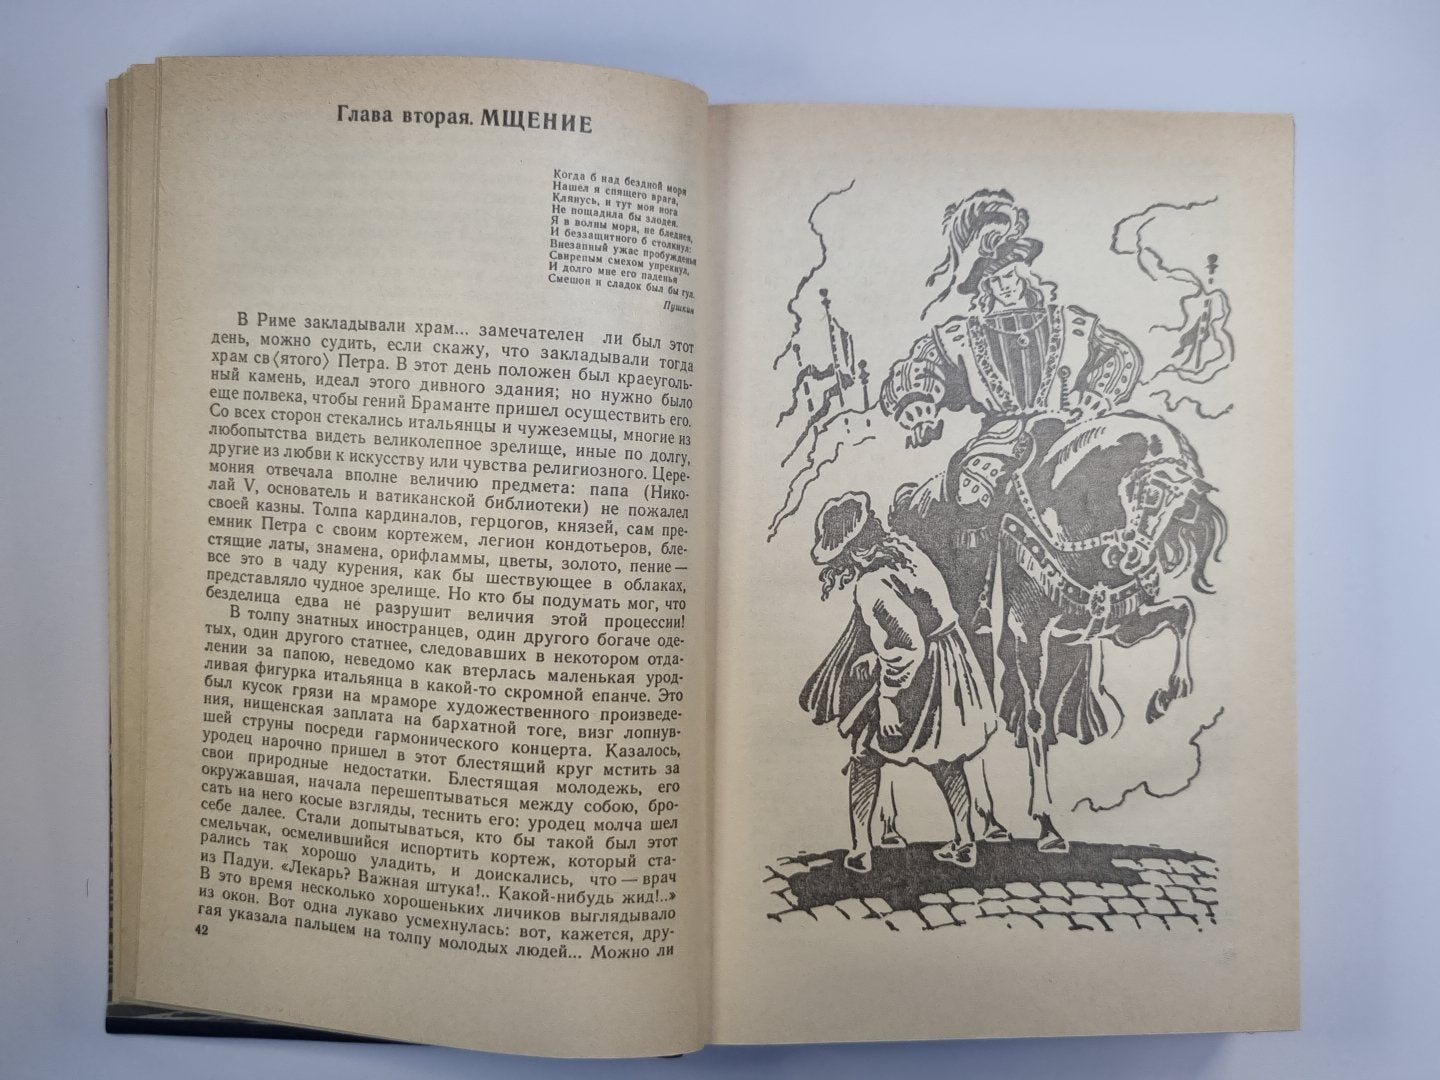 Глава вторая. МЩЕНИЕ
Когда б над бездной моря
Нашел я спящего врага,
Клянусь, и тут моя нога
Не пощадила бы злодея.
Я в волны моря, не бледнея,
И беззащитного б столкнул:
Внезапный ужас пробужденья
Свирепым смехом упрекнул,
И долго мне его паденья
Смешон и сладок был бы гул.
Пушкин
В Риме закладывали храм... замечателен ли был этот
день, можно судить, если скажу, что закладывали тогда
храм св⟨ятого⟩ Петра. В этот день положен был краеуголь-
ный камень, идеал этого дивного здания; но нужно было
еще полвека, чтобы гений Браманте пришел осуществить его.
Со всех сторон стекались итальянцы и чужеземцы, многие из
любопытства видеть великолепное зрелище, иные по долгу,
другие из любви к искусству или чувства религиозного. Цере-
мония отвечала вполне величию предмета: папа (Нико-
лай V, основатель и ватиканской библиотеки) не пожалел
своей казны. Толпа кардиналов, герцогов, князей, сам пре-
емник Петра с своим кортежем, легион кондотьеров, бле-
стящие латы, знамена, орифламмы, цветы, золото, пение—
все это в чаду курения, как бы шествующее в облаках,
представляло чудное зрелище. Но кто бы подумать мог, что
безделица едва не разрушит величия этой процессии!
В толпу знатных иностранцев, один другого богаче оде-
тых, один другого статнее, следовавших в некотором отда-
лении за папою, неведомо как втерлась маленькая урод-
ливая фигурка итальянца в какой-то скромной епанче. Это
был кусок грязи на мраморе художественного произведе-
ния, нищенская заплата на бархатной тоге, визг лопнув-
шей струны посреди гармонического концерта. Казалось,
уродец нарочно пришел в этот блестящий круг мстить за
свои природные недостатки. Блестящая молодежь, его
окружавшая, начала перешептываться между собою, бро-
сать на него косые взгляды, теснить его: уродец молча шел
себе далее. Стали допытываться, кто бы такой был этот
смельчак, осмелившийся испортить кортеж, который ста-
рались так хорошо уладить, и доискались, что — врач
из Падуи. «Лекарь? Важная штука!.. Какой-нибудь жид!..»
В это время несколько хорошеньких личиков выглядывало
из окон. Вот одна лукаво усмехнулась: вот, кажется, дру-
гая указала пальцем на толпу молодых людей... Можно ли
42